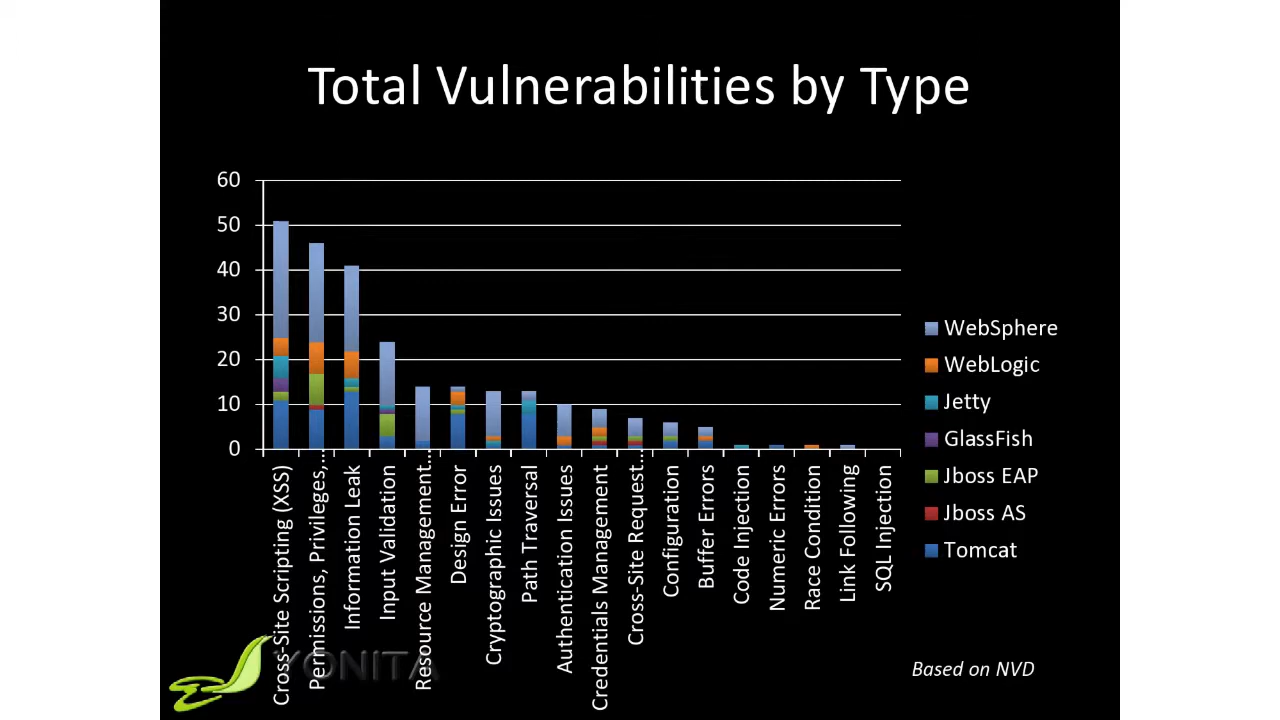 Total Vulnerabilities by Type
60
50
40
30
20
10
0
Cross-Site Scripting (XSS)
Permissions, Privileges,...
Information Leak
Input Validation
Resource Management...
Design Error
Cryptographic Issues
Path Traversal
Authentication Issues
Credentials Management
Cross-Site Request...
Configuration
Buffer Errors
Code Injection
Numeric Errors
Race Condition
Link Following
SQL Injection
WebSphere
WebLogic
Jetty
GlassFish
Jboss EAP
Jboss AS
Tomcat
YONITA
Based on NVD